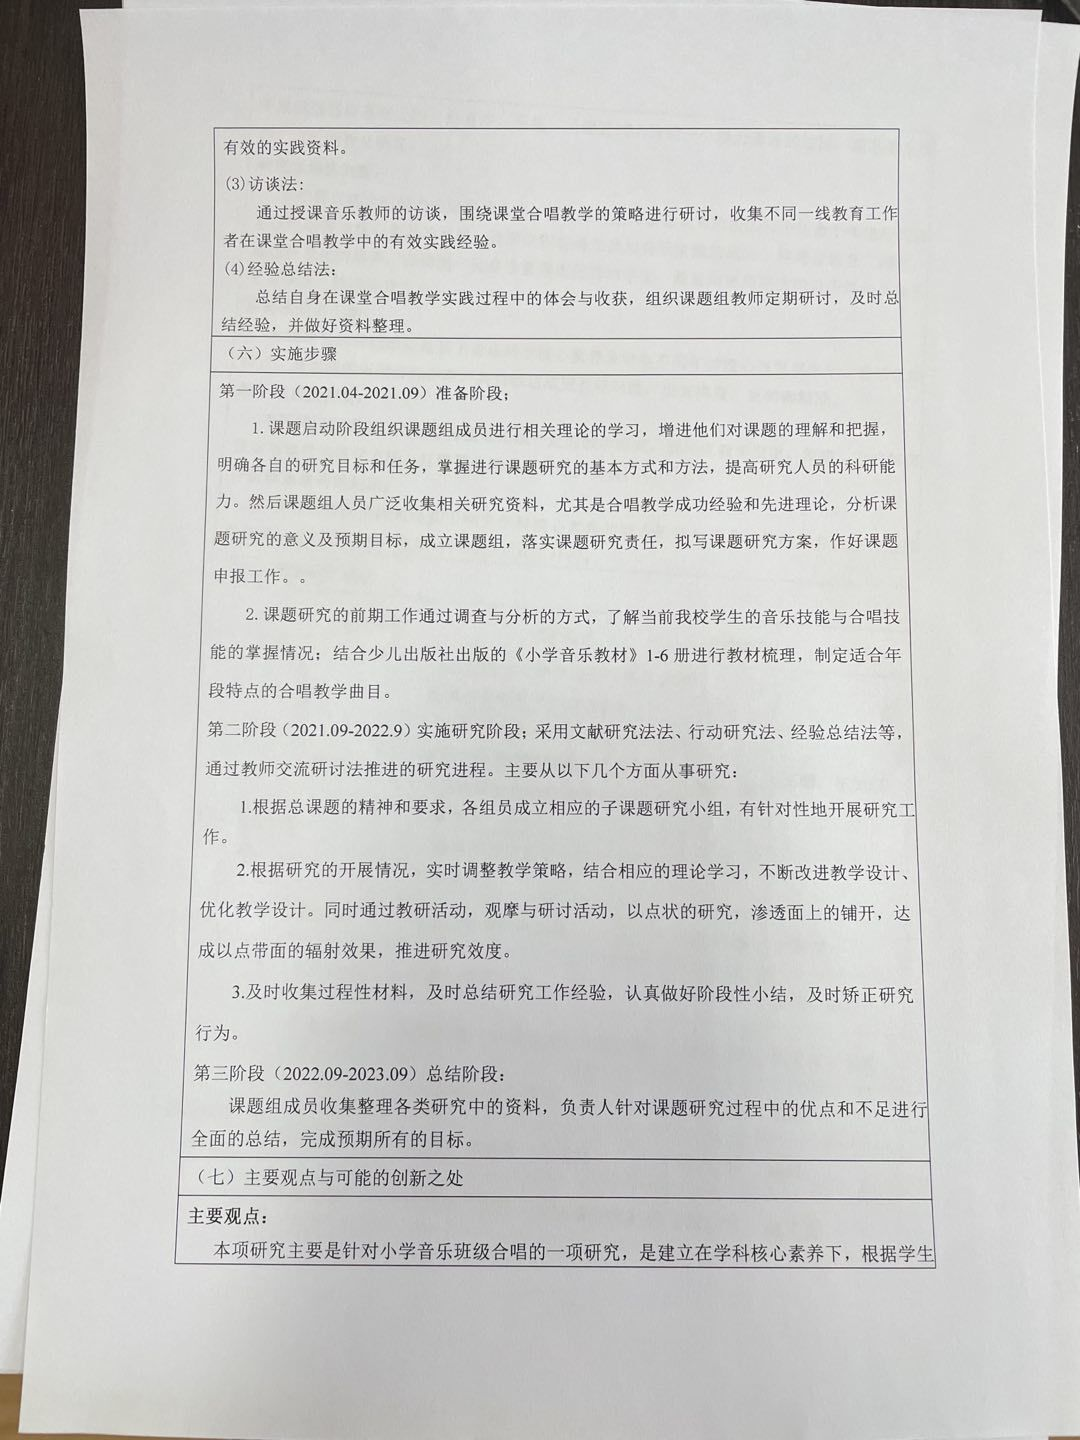 有效的实践资料。
(3)访谈法:
通过授课音乐教师的访谈，围绕课堂合唱教学的策略进行研讨，收集不同一线教育工作
者在课堂合唱教学中的有效实践经验。
(4)经验总结法:
总结自身在课堂合唱教学实践过程中的体会与收获，组织课题组教师定期研讨，及时总
结经验，并做好资料整理。
（六）实施步骤
第一阶段（2021.04-2021.09）准备阶段;
1. 课题启动阶段组织课题组成员进行相关理论的学习，增进他们对课题的理解和把握，
明确各自的研究目标和任务，掌握进行课题研究的基本方式和方法，提高研究人员的科研能
力。然后课题组人员广泛收集相关研究资料，尤其是合唱教学成功经验和先进理论，分析课
题研究的意义及预期目标，成立课题组，落实课题研究责任，拟写课题研究方案，作好课题
申报工作。。
2. 课题研究的前期工作通过调查与分析的方式，了解当前我校学生的音乐技能与合唱技
能的掌握情况；结合少儿出版社出版的《小学音乐教材》1-6 册进行教材梳理，制定适合年
段特点的合唱教学曲目。
第二阶段（2021.09-2022.9）实施研究阶段；采用文献研究法法、行动研究法、经验总结法等，
通过教师交流研讨法推进的研究进程。主要从以下几个方面从事研究：
1.根据总课题的精神和要求，各组员成立相应的子课题研究小组，有针对性地开展研究工
作。
2.根据研究的开展情况，实时调整教学策略，结合相应的理论学习，不断改进教学设计、
优化教学设计。同时通过教研活动，观摩与研讨活动，以点状的研究，渗透面上的铺开，达
成以点带面的辐射效果，推进研究效度。
3.及时收集过程性材料，及时总结研究工作经验，认真做好阶段性小结，及时矫正研究
行为。
第三阶段（2022.09-2023.09）总结阶段：
课题组成员收集整理各类研究中的资料，负责人针对课题研究过程中的优点和不足进行
全面的总结，完成预期所有的目标。
（七）主要观点与可能的创新之处
主要观点：
本项研究主要是针对小学音乐班级合唱的一项研究，是建立在学科核心素养下，根据学生